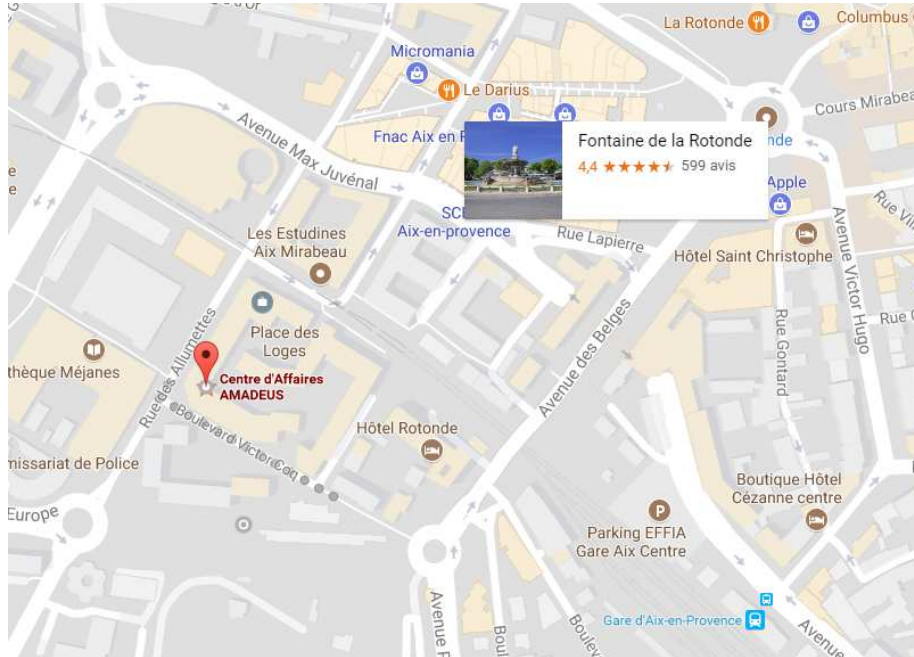 La Rotonde
Columbus
Micromania
Le Darius
Cours Mirabe
Avenue Max Juvénal
Fnac Aix en
Fontaine de la Rotonde
4,4
599 avis
Apple
Rue
Avenue Victor Hugo
Les Estudines
Aix Mirabeau
Aix-en-provence
Rue Lapierre
Hôtel Saint Christophe
Place des
Loges
Avenue des Belges
Rue Gontard
Rue
thèque Méjanes
Rue des Allumettes
Centre d'Affaires
AMADEUS
Boulevard Victor Coq
Hôtel Rotonde
missariat de Police
Boutique Hôtel
Cézanne centre
Europe
P
Parking EFFIA
Gare Aix Centre
Gare d'Aix-en-Provence
Avenue
Avenue